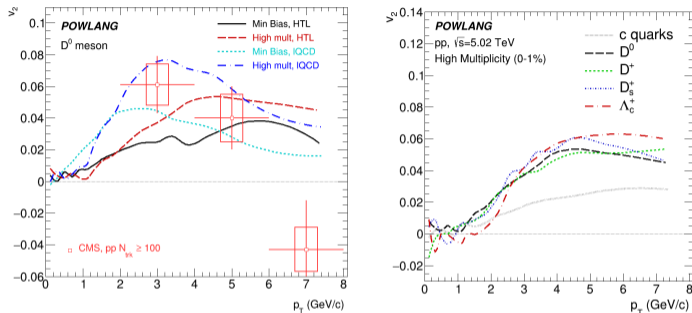 v₂
0.1
0.08
0.06
0.04
0.02
0
−0.02
−0.04
−0.06
POWLANG
D⁰ meson
Min Bias, HTL
High mult, HTL
Min Bias, lQCD
High mult, lQCD
CMS, pp N_trk ≥ 100
0 1 2 3 4 5 6 7 8
p_T (GeV/c)
v₂
0.14
0.12
0.1
0.08
0.06
0.04
0.02
0
−0.02
POWLANG
pp, √s=5.02 TeV
High Multiplicity (0-1%)
c quarks
D⁰
D⁺
D_s⁺
Λ_c⁺
0 1 2 3 4 5 6 7 8
p_T (GeV/c)